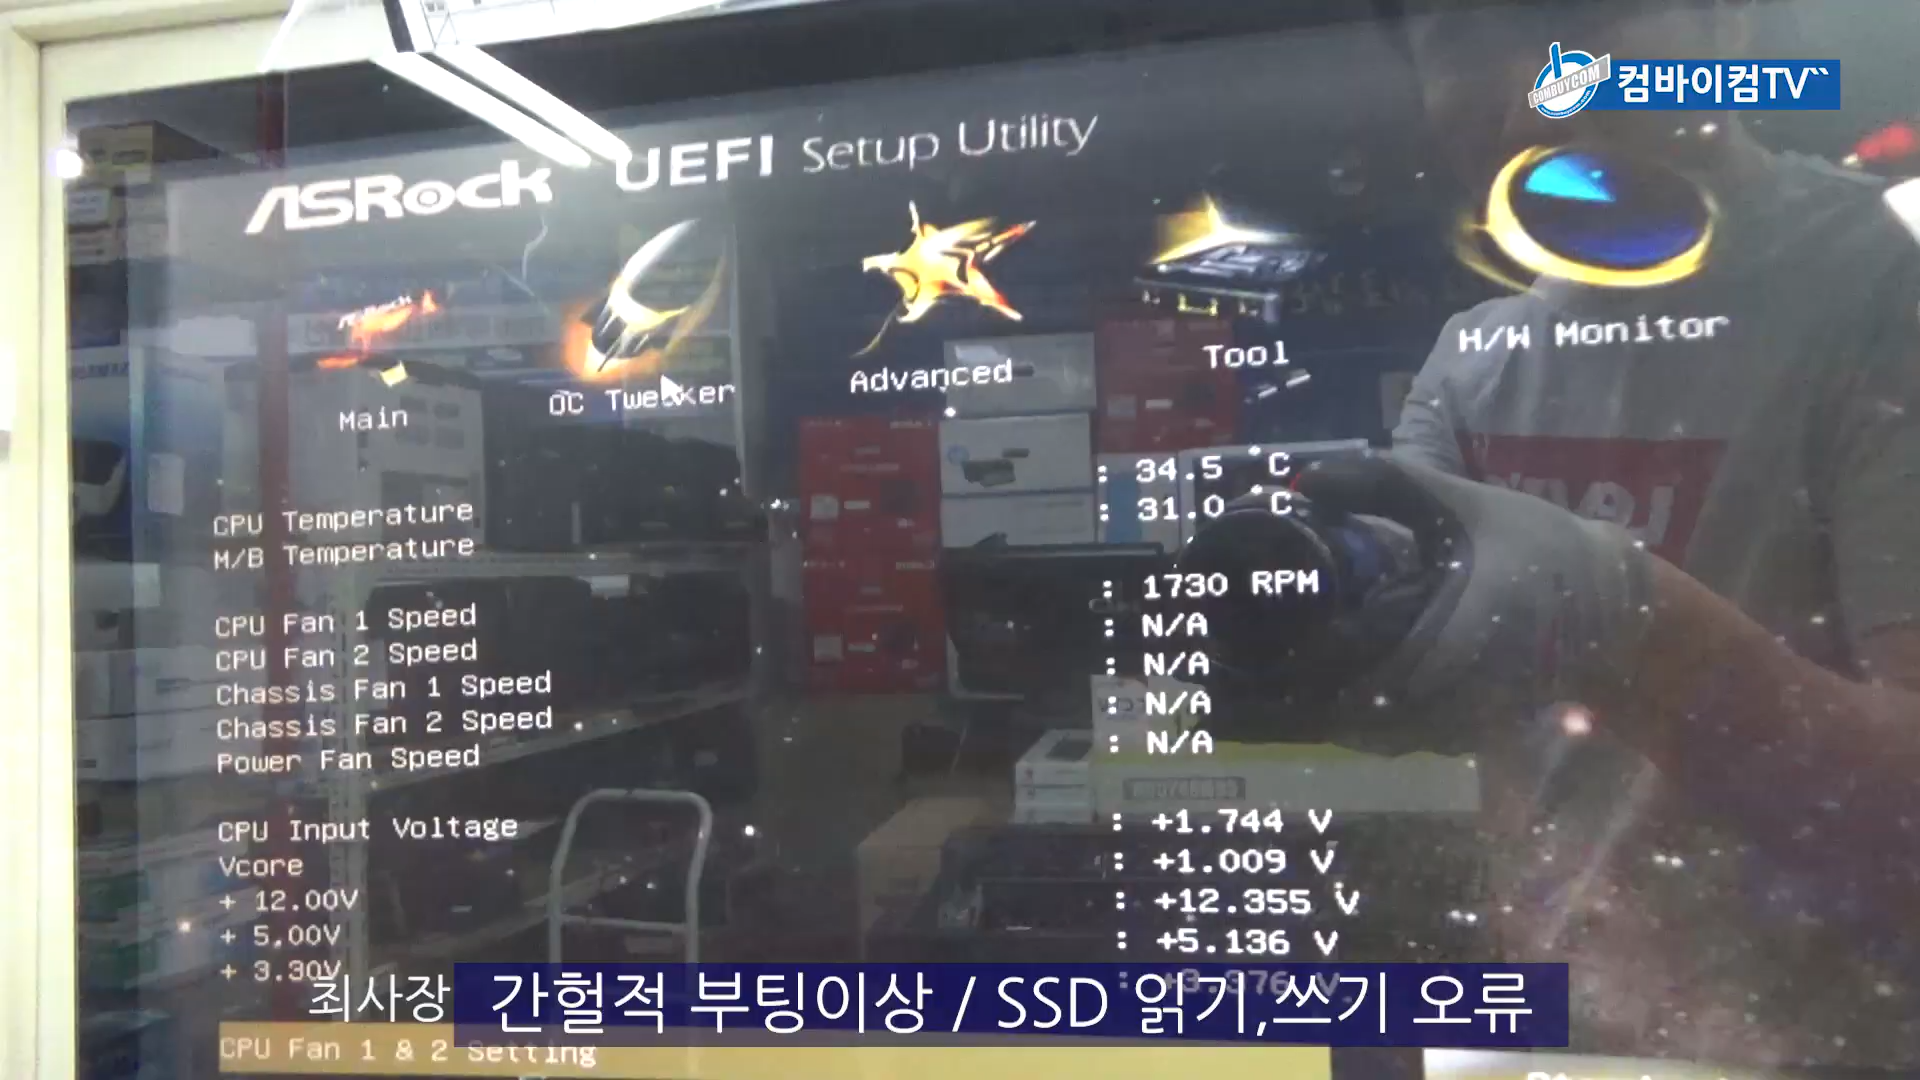 COMBUYCOM 컴바이컴TV
ASRock UEFI Setup Utility
Main OC Tweaker Advanced Tool H/W Monitor
CPU Temperature : 34.5 °C
M/B Temperature : 31.0 °C
CPU Fan 1 Speed : 1730 RPM
CPU Fan 2 Speed : N/A
Chassis Fan 1 Speed : N/A
Chassis Fan 2 Speed : N/A
Power Fan Speed : N/A
CPU Input Voltage : +1.744 V
Vcore : +1.009 V
+ 12.00V : +12.355 V
+ 5.00V : +5.136 V
+ 3.30V : +3.376 V
최사장 간헐적 부팅이상 / SSD 읽기,쓰기 오류
CPU Fan 1 & 2 Setting